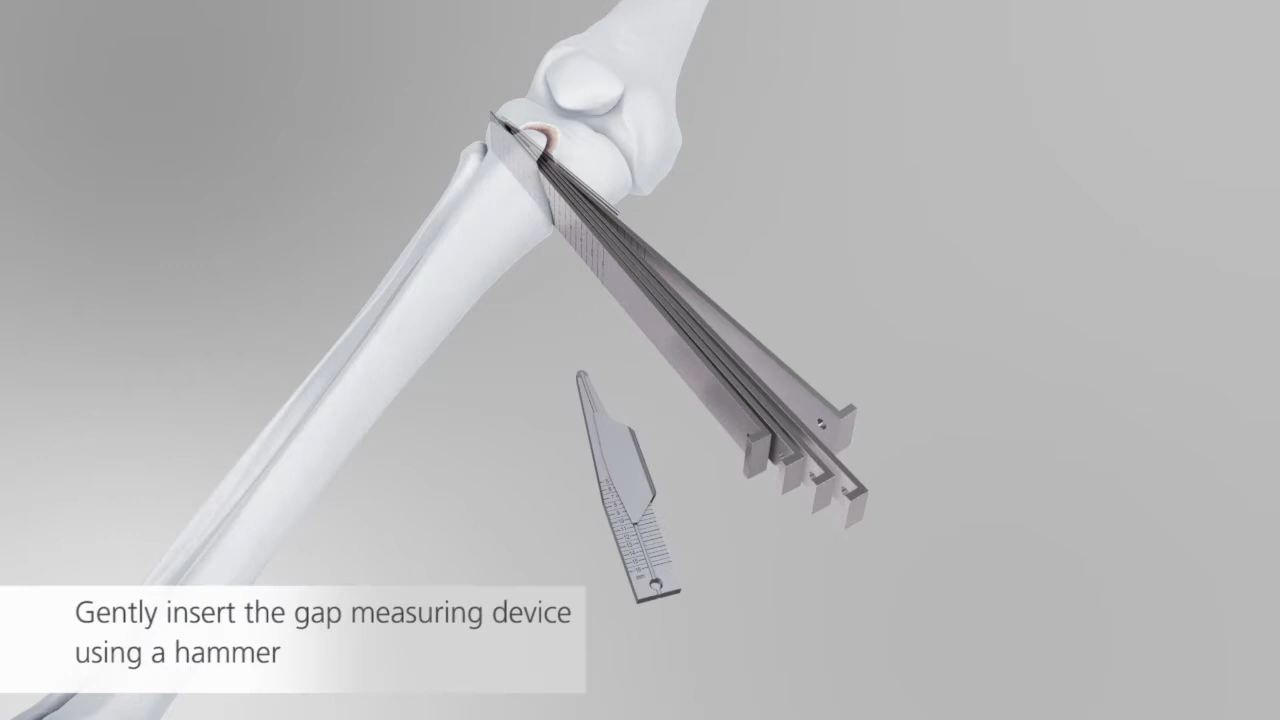 Gently insert the gap measuring device
using a hammer